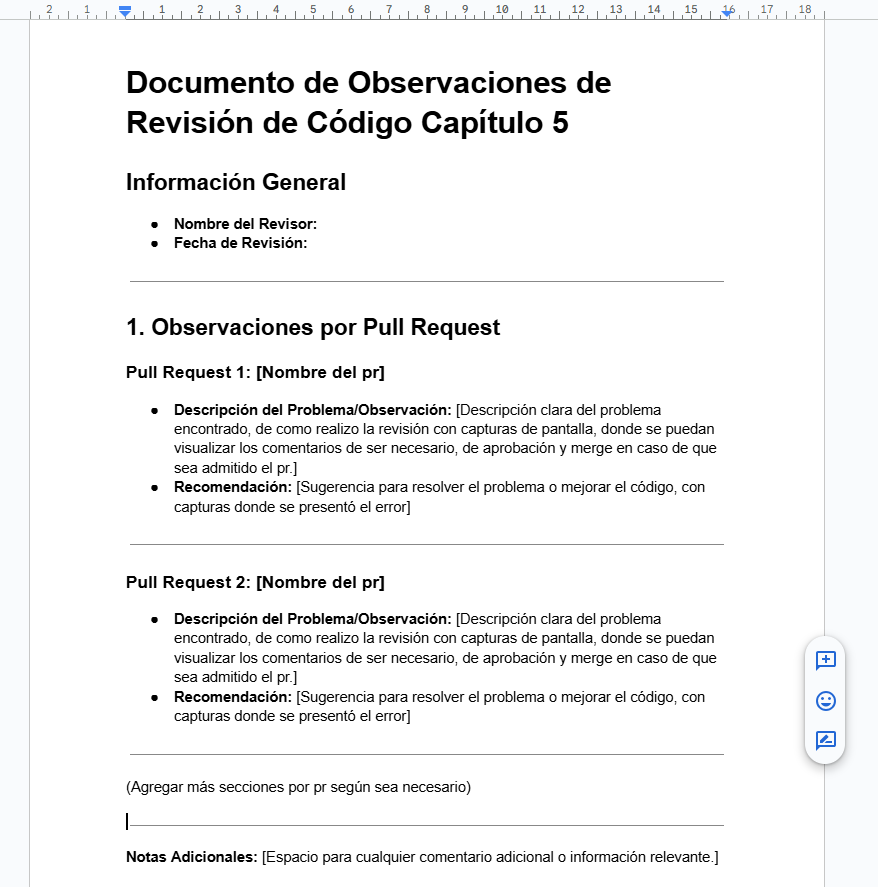 2 1 1 2 3 4 5 6 7 8 9 10 11 12 13 14 15 16 17 18
Documento de Observaciones de
Revisión de Código Capítulo 5
Información General
● Nombre del Revisor:
● Fecha de Revisión:
1. Observaciones por Pull Request
Pull Request 1: [Nombre del pr]
● Descripción del Problema/Observación: [Descripción clara del problema
encontrado, de como realizo la revisión con capturas de pantalla, donde se puedan
visualizar los comentarios de ser necesario, de aprobación y merge en caso de que
sea admitido el pr.]
● Recomendación: [Sugerencia para resolver el problema o mejorar el código, con
capturas donde se presentó el error]
Pull Request 2: [Nombre del pr]
● Descripción del Problema/Observación: [Descripción clara del problema
encontrado, de como realizo la revisión con capturas de pantalla, donde se puedan
visualizar los comentarios de ser necesario, de aprobación y merge en caso de que
sea admitido el pr.]
● Recomendación: [Sugerencia para resolver el problema o mejorar el código, con
capturas donde se presentó el error]
(Agregar más secciones por pr según sea necesario)
Notas Adicionales: [Espacio para cualquier comentario adicional o información relevante.]